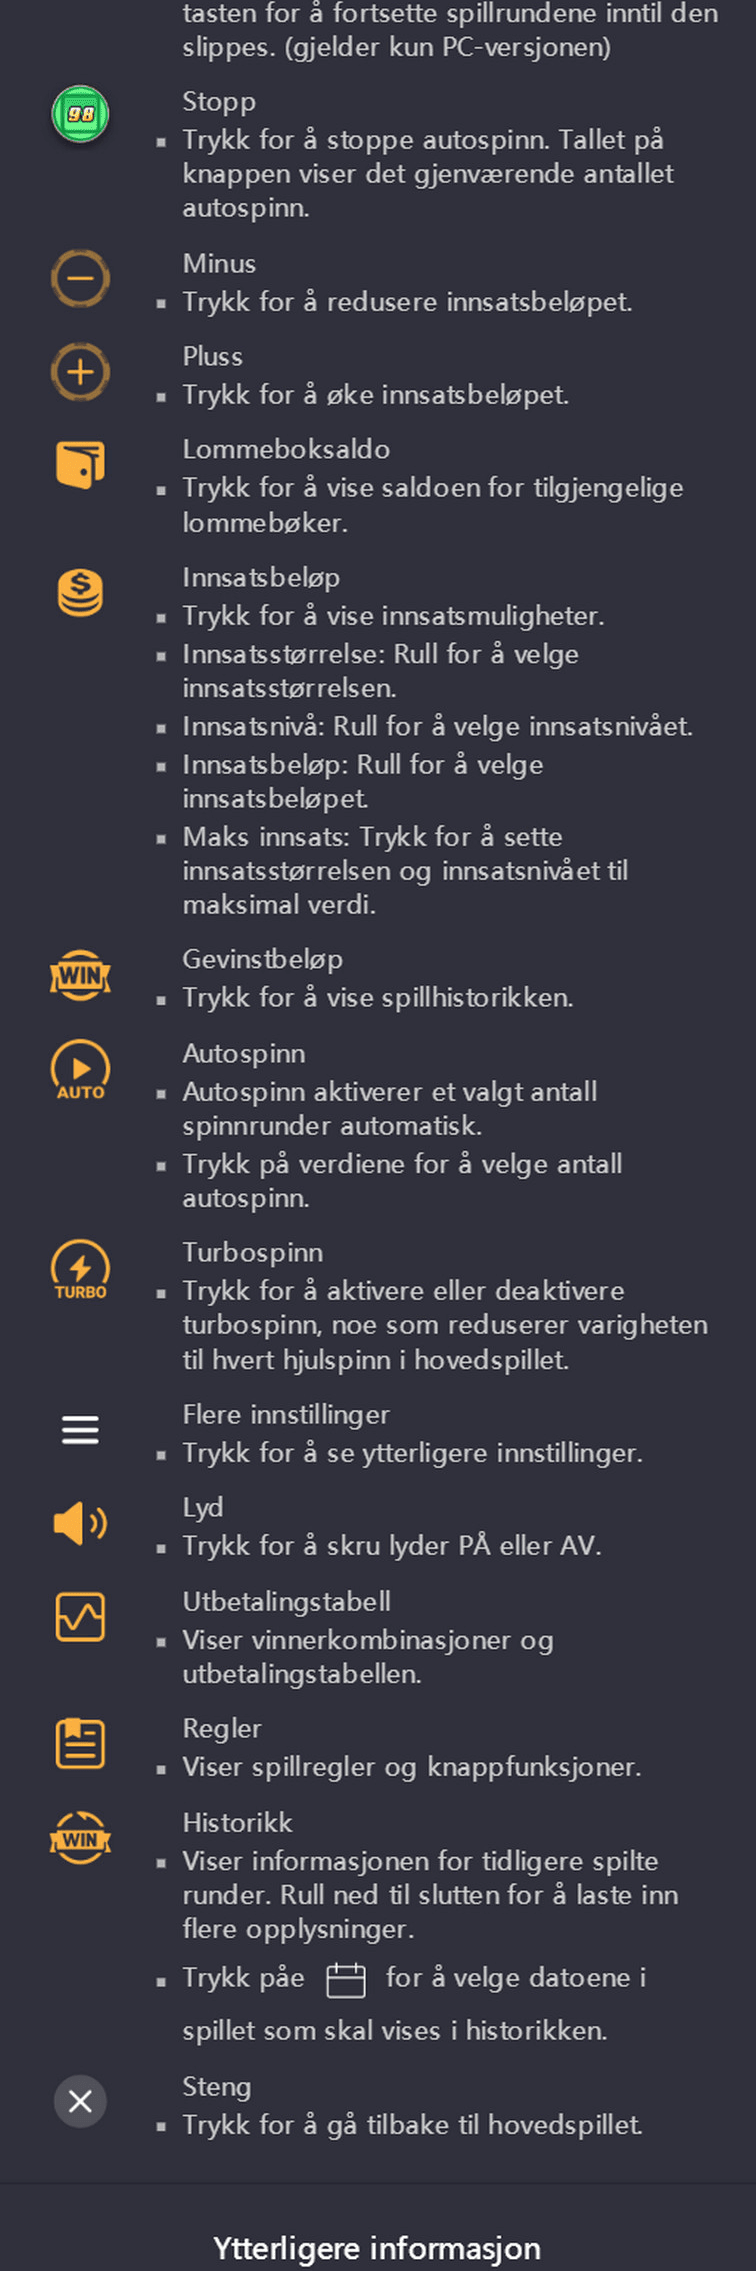 tasten for å fortsette spillrundene inntil den
slippes. (gjelder kun PC-versjonen)
98
Stopp
▪ Trykk for å stoppe autospinn. Tallet på
knappen viser det gjenværende antallet
autospinn.
Minus
▪ Trykk for å redusere innsatsbeløpet.
Pluss
▪ Trykk for å øke innsatsbeløpet.
Lommeboksaldo
▪ Trykk for å vise saldoen for tilgjengelige
lommebøker.
Innsatsbeløp
▪ Trykk for å vise innsatsmuligheter.
▪ Innsatsstørrelse: Rull for å velge
innsatsstørrelsen.
▪ Innsatsnivå: Rull for å velge innsatsnivået.
▪ Innsatsbeløp: Rull for å velge
innsatsbeløpet.
▪ Maks innsats: Trykk for å sette
innsatsstørrelsen og innsatsnivået til
maksimal verdi.
WIN
Gevinstbeløp
▪ Trykk for å vise spillhistorikken.
AUTO
Autospinn
▪ Autospinn aktiverer et valgt antall
spinnrunder automatisk.
▪ Trykk på verdiene for å velge antall
autospinn.
TURBO
Turbospinn
▪ Trykk for å aktivere eller deaktivere
turbospinn, noe som reduserer varigheten
til hvert hjulspinn i hovedspillet.
Flere innstillinger
▪ Trykk for å se ytterligere innstillinger.
Lyd
▪ Trykk for å skru lyder PÅ eller AV.
Utbetalingstabell
▪ Viser vinnerkombinasjoner og
utbetalingstabellen.
Regler
▪ Viser spillregler og knappfunksjoner.
WIN
Historikk
▪ Viser informasjonen for tidligere spilte
runder. Rull ned til slutten for å laste inn
flere opplysninger.
▪ Trykk påe for å velge datoene i
spillet som skal vises i historikken.
Steng
▪ Trykk for å gå tilbake til hovedspillet.
Ytterligere informasjon